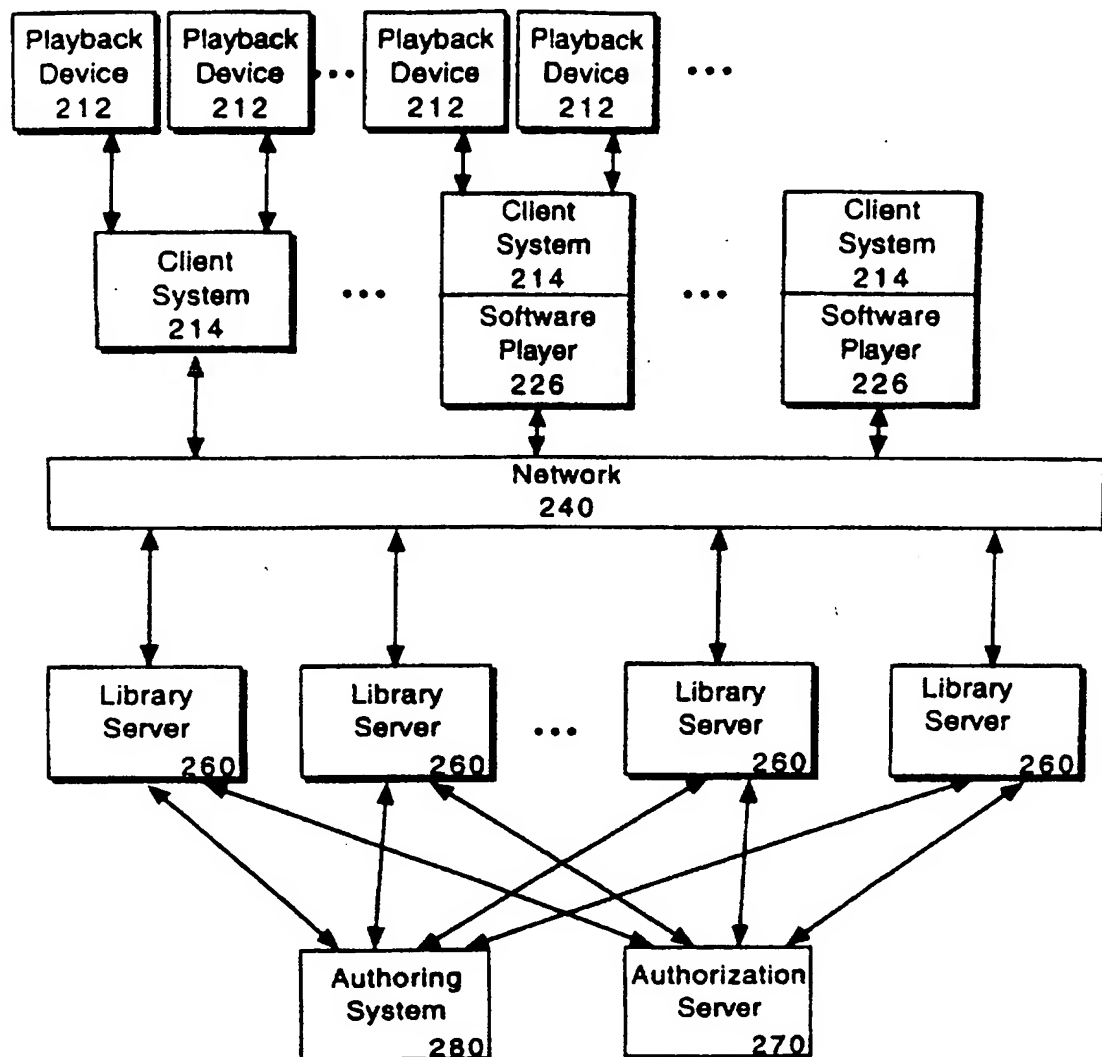 Playback
Device
212
Playback
Device
212
...
Playback
Device
212
Playback
Device
212
...
Client
System
214
...
Client
System
214
Software
Player
226
...
Client
System
214
Software
Player
226
Network
240
Library
Server
260
Library
Server
260
...
Library
Server
260
Library
Server
260
Authoring
System
280
Authorization
Server
270